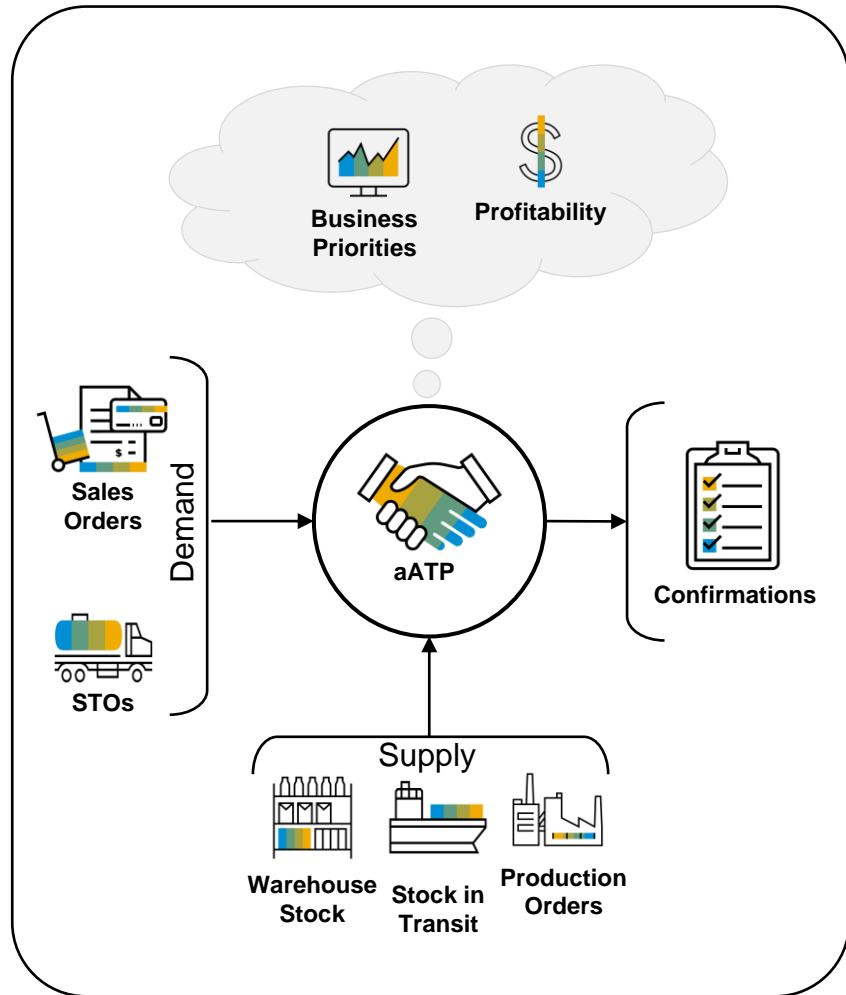 Business
Priorities
Profitability
Sales
Orders
Demand
STOs
aATP
Confirmations
Supply
Warehouse
Stock
Stock in
Transit
Production
Orders